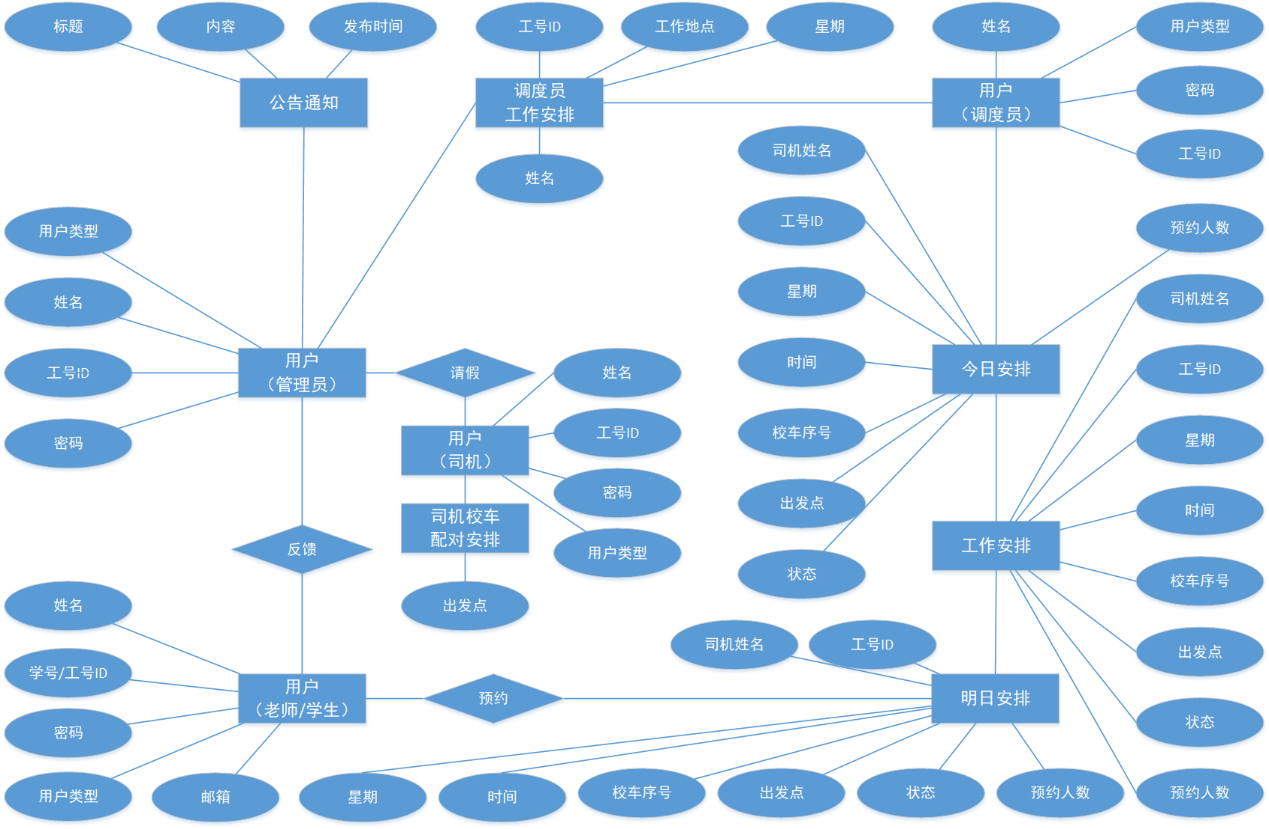 标题
内容
发布时间
工号ID
工作地点
星期
姓名
用户类型
公告通知
调度员
工作安排
用户
（调度员）
密码
工号ID
姓名
司机姓名
工号ID
星期
时间
校车序号
出发点
状态
预约人数
司机姓名
工号ID
星期
时间
校车序号
出发点
状态
预约人数
今日安排
工作安排
用户类型
姓名
工号ID
密码
用户
（管理员）
请假
姓名
工号ID
密码
用户类型
用户
（司机）
司机校车
配对安排
出发点
反馈
姓名
学号/工号ID
密码
用户类型
邮箱
用户
（老师/学生）
预约
司机姓名
工号ID
明日安排
星期
时间
校车序号
出发点
状态
预约人数